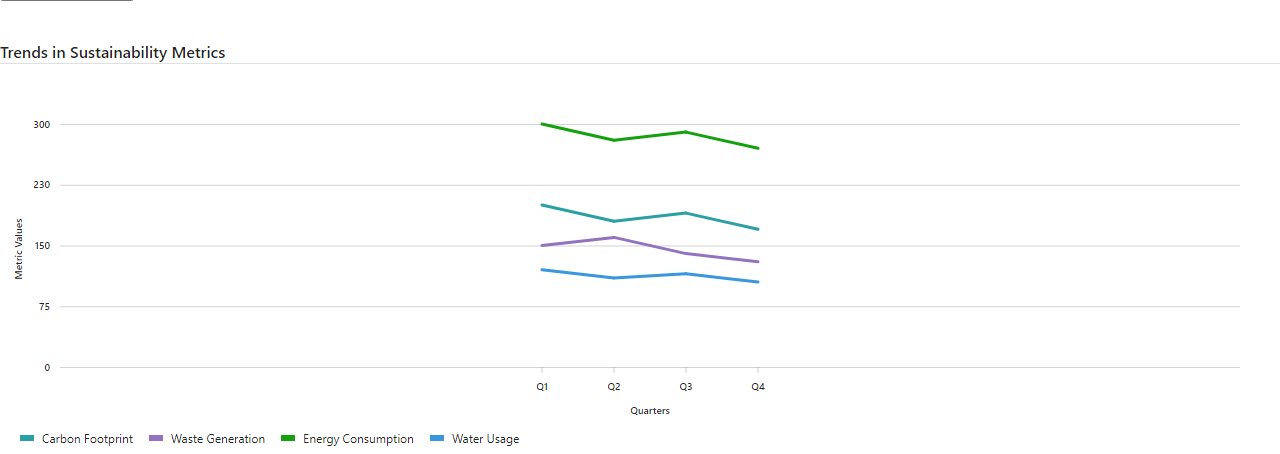 Trends in Sustainability Metrics
300
230
150
75
0
Metric Values
Q1 Q2 Q3 Q4
Quarters
Carbon Footprint Waste Generation Energy Consumption Water Usage